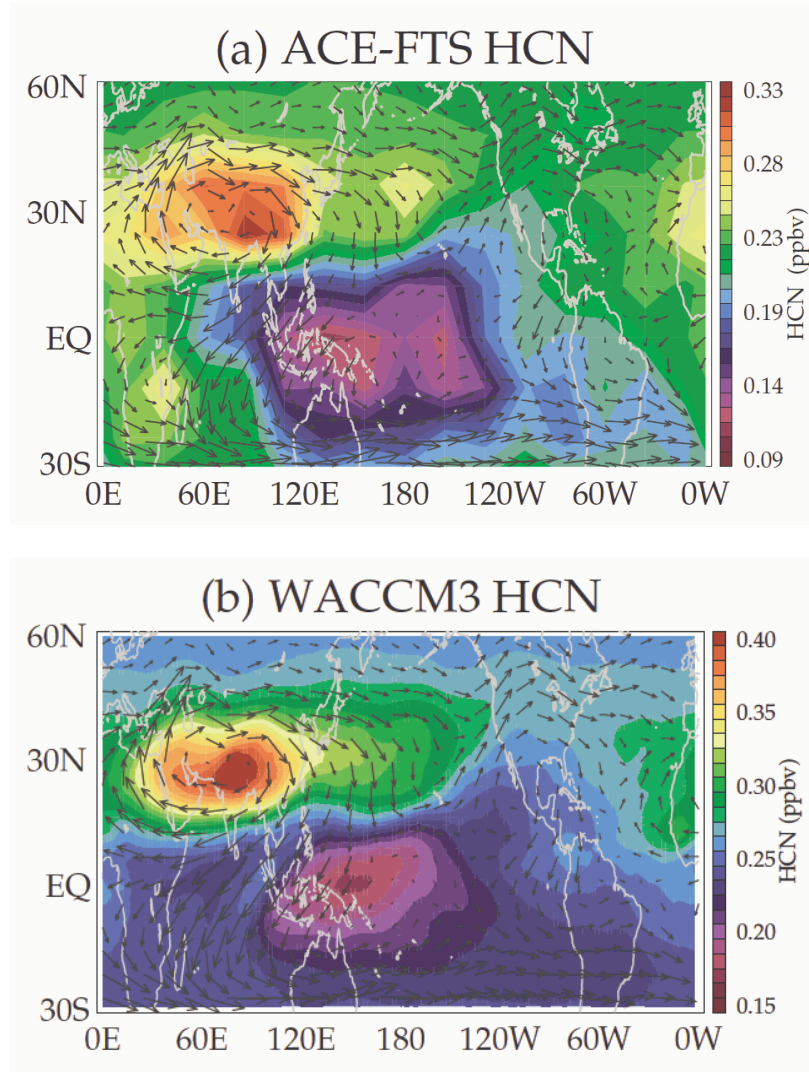 (a) ACE-FTS HCN
60N
30N
EQ
30S
0E 60E 120E 180 120W 60W 0W
0.33
0.28
0.23
0.19
0.14
0.09
HCN (ppbv)
(b) WACCM3 HCN
60N
30N
EQ
30S
0E 60E 120E 180 120W 60W 0W
0.40
0.35
0.30
0.25
0.20
0.15
HCN (ppbv)